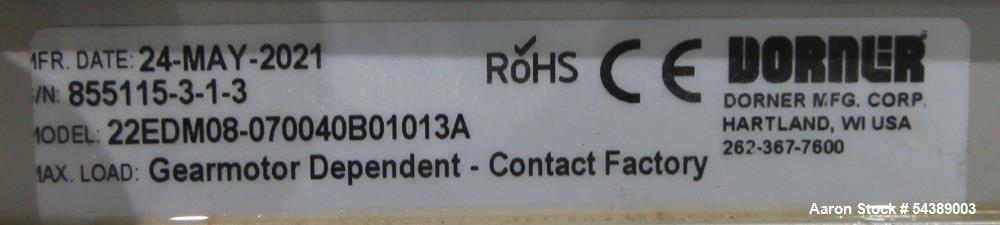 MFR. DATE: 24-MAY-2021
S/N: 855115-3-1-3
MODEL: 22EDM08-070040B01013A
MAX. LOAD: Gearmotor Dependent - Contact Factory
RoHS CE
DORNER
DORNER MFG. CORP.
HARTLAND, WI USA
262-367-7600
Aaron Stock # 54389003